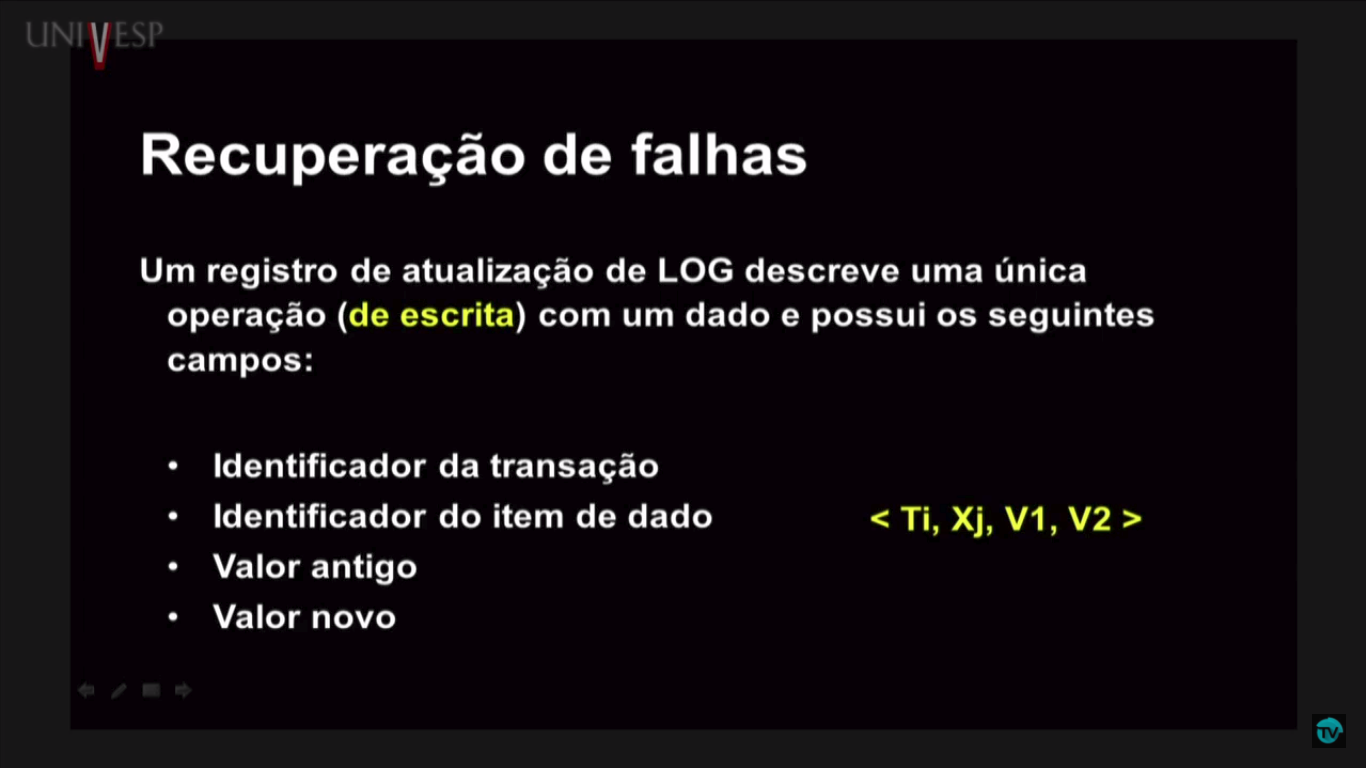 UNIVESP
Recuperação de falhas
Um registro de atualização de LOG descreve uma única
operação (de escrita) com um dado e possui os seguintes
campos:
• Identificador da transação
• Identificador do item de dado
< Ti, Xj, V1, V2 >
• Valor antigo
• Valor novo
TV